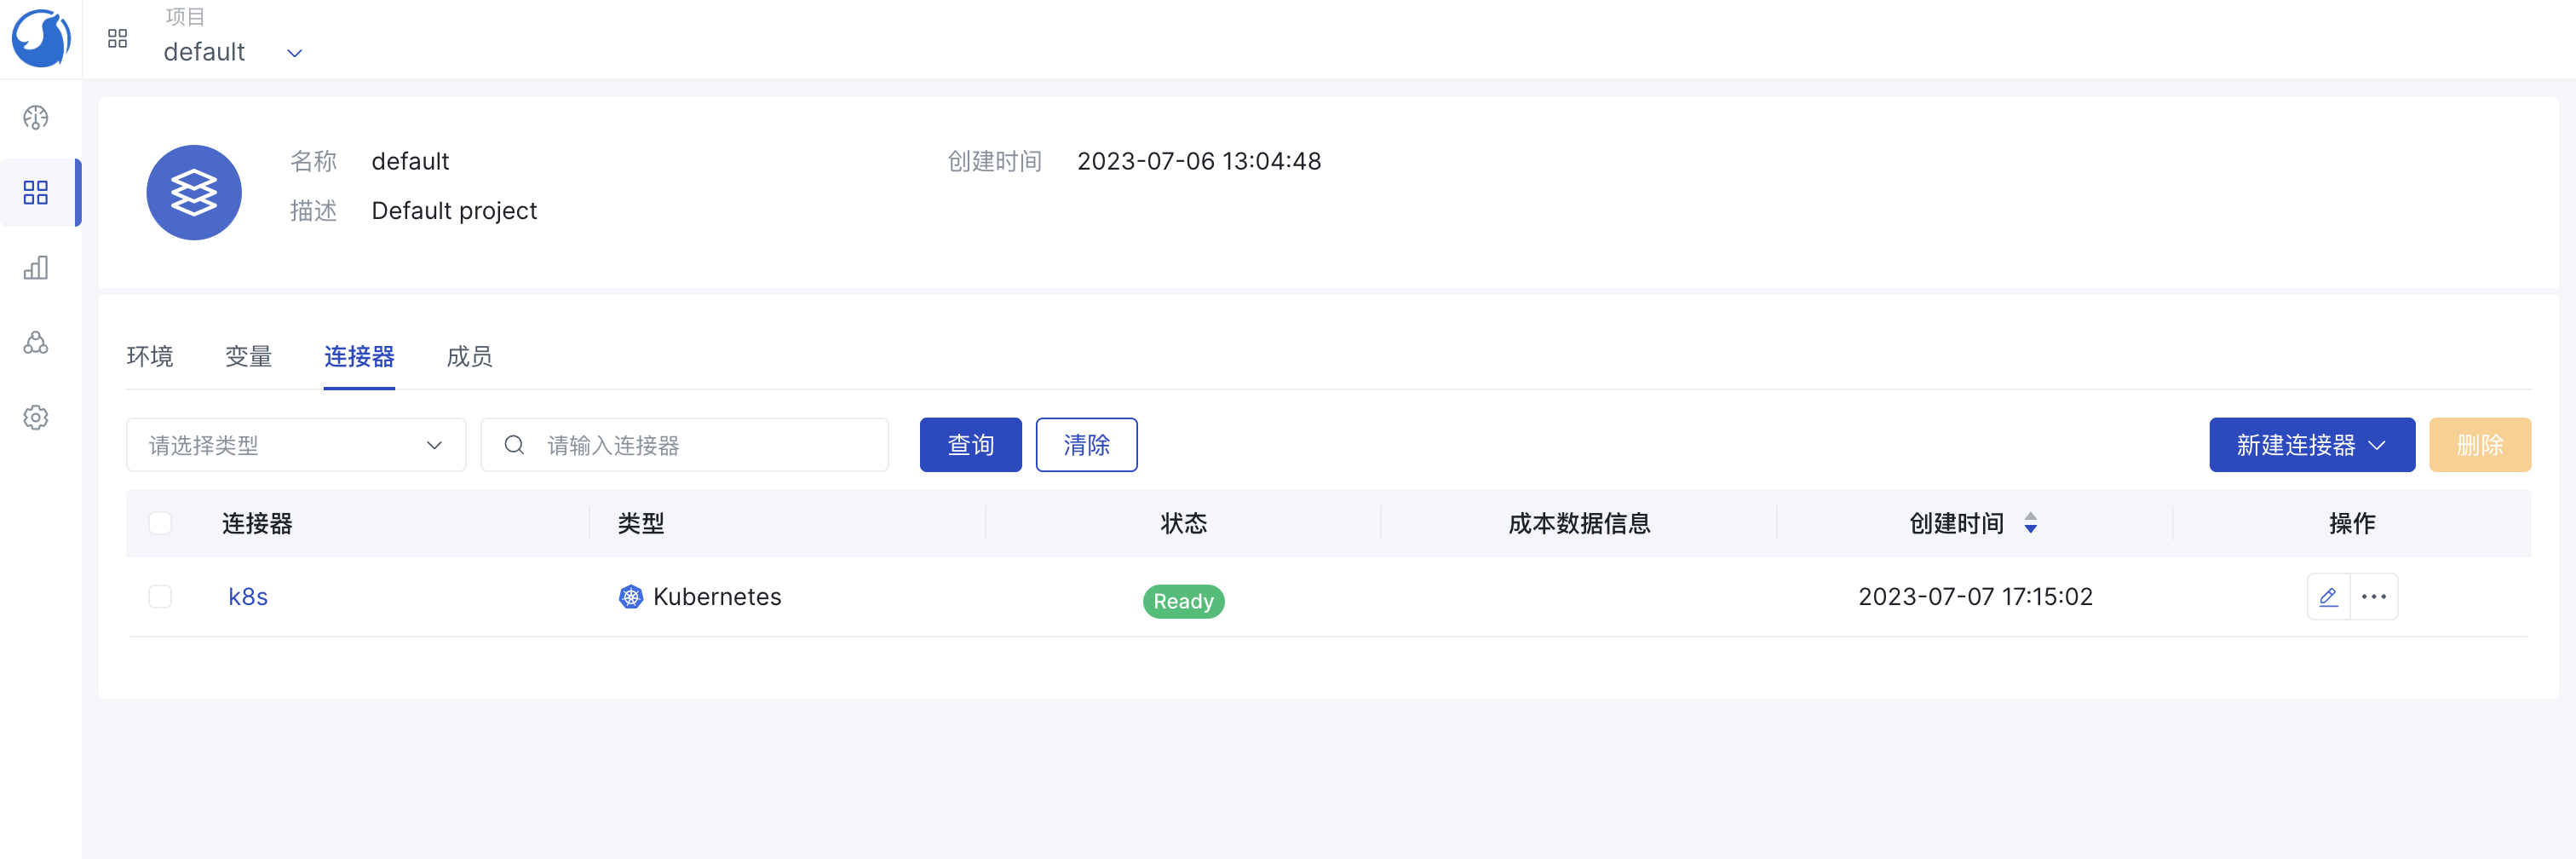 项目
default
名称 default 创建时间 2023-07-06 13:04:48
描述 Default project
环境 变量 连接器 成员
请选择类型 请输入连接器 查询 清除 新建连接器 删除
连接器 类型 状态 成本数据信息 创建时间 操作
k8s Kubernetes Ready 2023-07-07 17:15:02